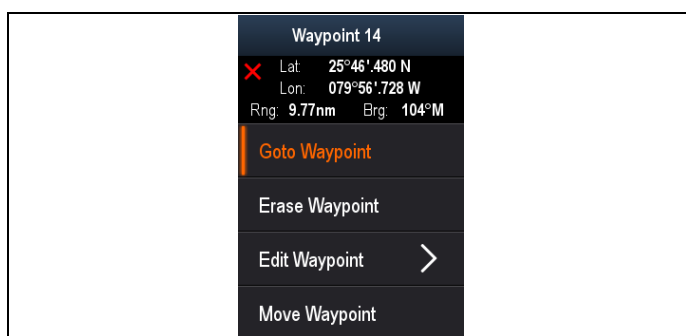 Waypoint 14
Lat: 25°46'.480 N
Lon: 079°56'.728 W
Rng: 9.77nm Brg: 104°M
Goto Waypoint
Erase Waypoint
Edit Waypoint
Move Waypoint